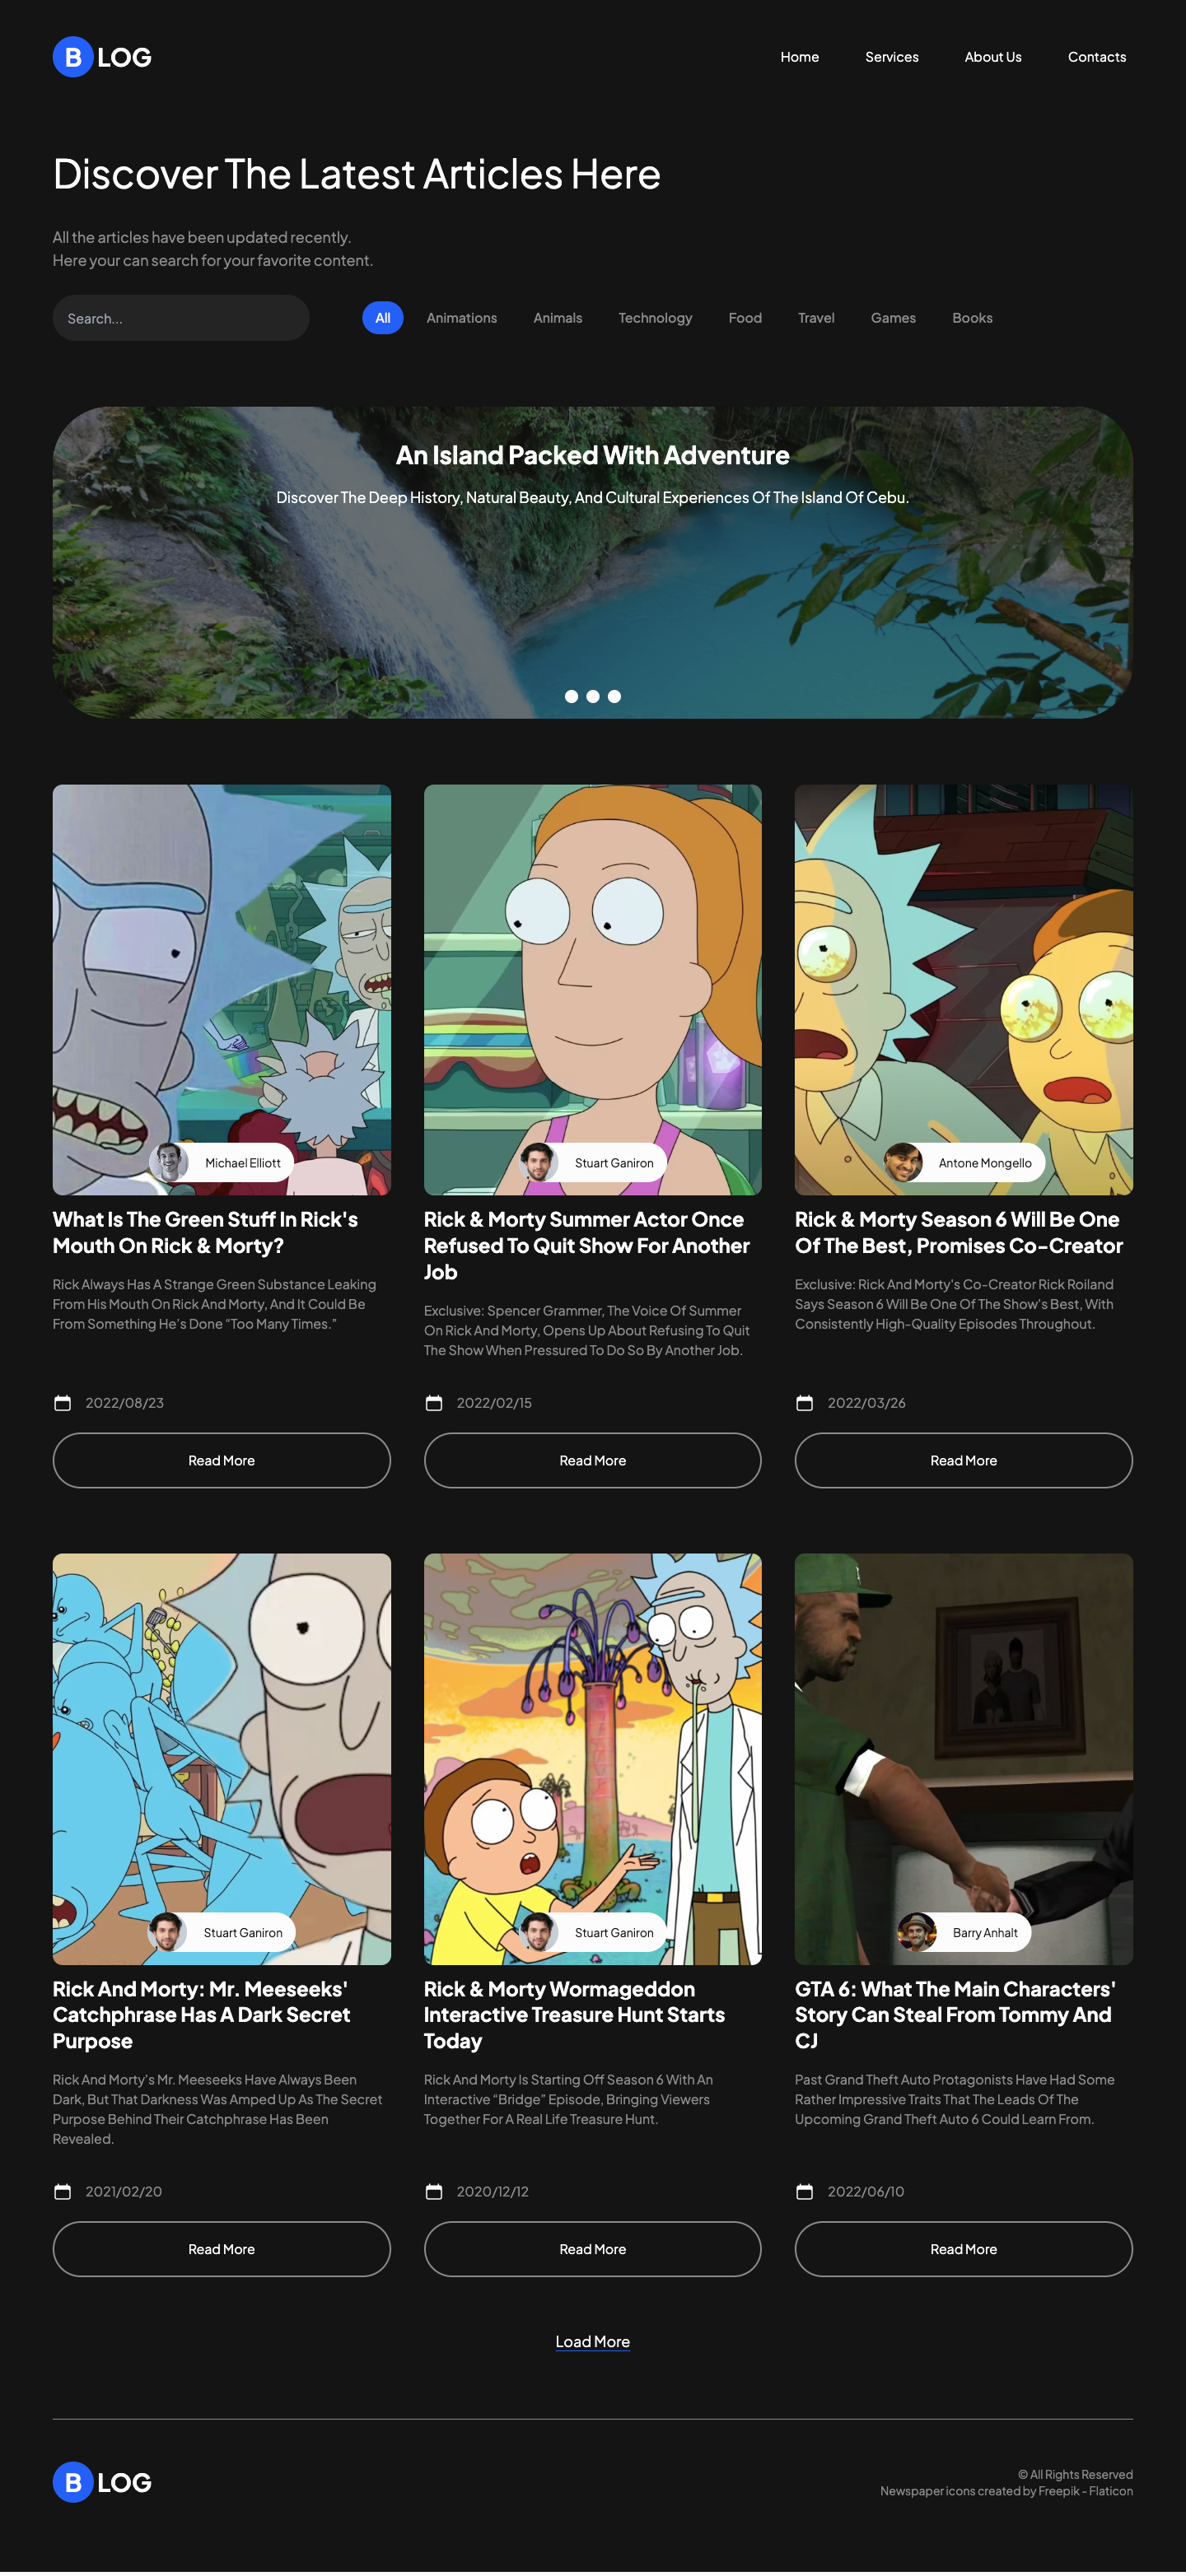 B LOG
Home Services About Us Contacts
Discover The Latest Articles Here
All the articles have been updated recently.
Here your can search for your favorite content.
Search...
All Animations Animals Technology Food Travel Games Books
An Island Packed With Adventure
Discover The Deep History, Natural Beauty, And Cultural Experiences Of The Island Of Cebu.
Michael Elliott
What Is The Green Stuff In Rick's
Mouth On Rick & Morty?
Rick Always Has A Strange Green Substance Leaking
From His Mouth On Rick And Morty, And It Could Be
From Something He's Done “Too Many Times.”
2022/08/23
Read More
Stuart Ganiron
Rick & Morty Summer Actor Once
Refused To Quit Show For Another
Job
Exclusive: Spencer Grammer, The Voice Of Summer
On Rick And Morty, Opens Up About Refusing To Quit
The Show When Pressured To Do So By Another Job.
2022/02/15
Read More
Antone Mongello
Rick & Morty Season 6 Will Be One
Of The Best, Promises Co-Creator
Exclusive: Rick And Morty's Co-Creator Rick Roiland
Says Season 6 Will Be One Of The Show's Best, With
Consistently High-Quality Episodes Throughout.
2022/03/26
Read More
Stuart Ganiron
Rick And Morty: Mr. Meeseeks'
Catchphrase Has A Dark Secret
Purpose
Rick And Morty's Mr. Meeseeks Have Always Been
Dark, But That Darkness Was Amped Up As The Secret
Purpose Behind Their Catchphrase Has Been
Revealed.
2021/02/20
Read More
Stuart Ganiron
Rick & Morty Wormageddon
Interactive Treasure Hunt Starts
Today
Rick And Morty Is Starting Off Season 6 With An
Interactive “Bridge” Episode, Bringing Viewers
Together For A Real Life Treasure Hunt.
2020/12/12
Read More
Barry Anhalt
GTA 6: What The Main Characters'
Story Can Steal From Tommy And
CJ
Past Grand Theft Auto Protagonists Have Had Some
Rather Impressive Traits That The Leads Of The
Upcoming Grand Theft Auto 6 Could Learn From.
2022/06/10
Read More
Load More
B LOG
© All Rights Reserved
Newspaper icons created by Freepik - Flaticon